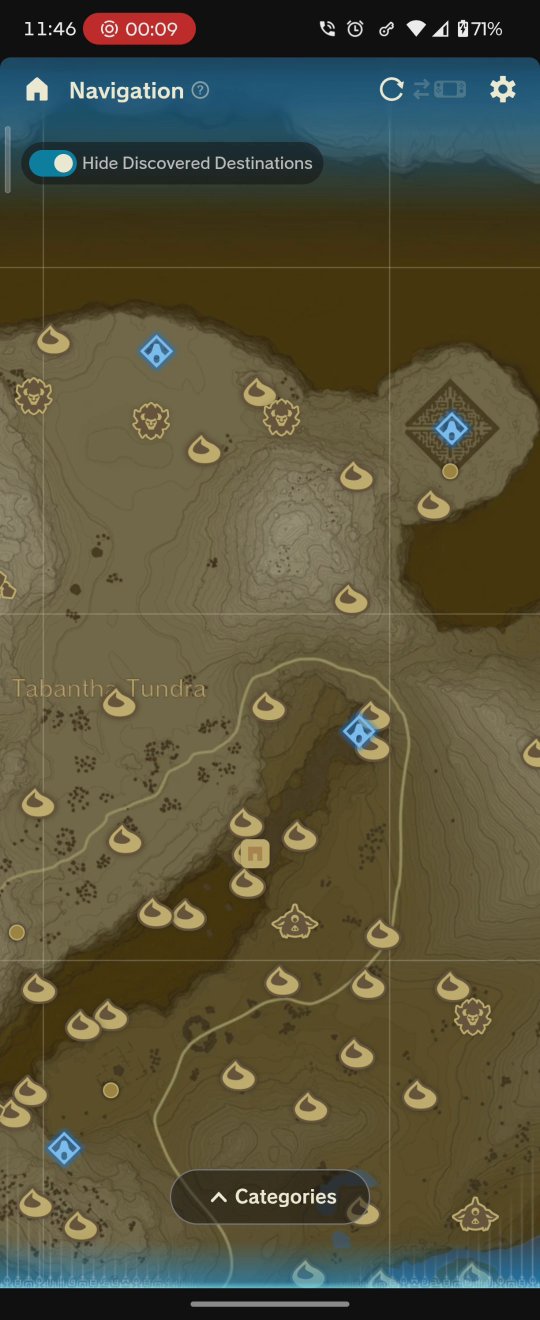 11:46 00:09 71%
Navigation ?
Hide Discovered Destinations
Tabantha Tundra
Categories